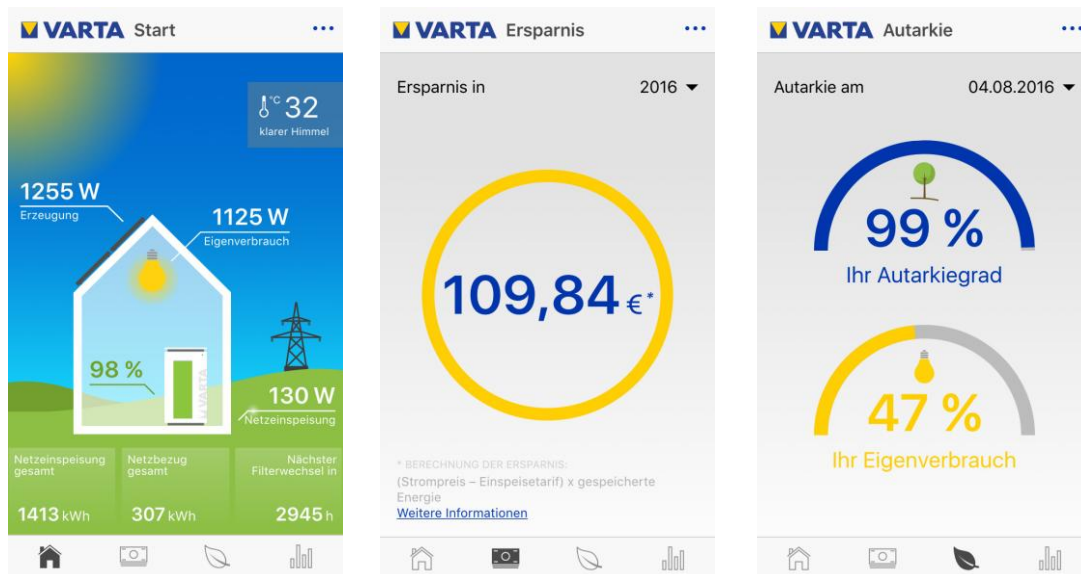 VARTA Start
°C 32
klarer Himmel
1255 W
Erzeugung
1125 W
Eigenverbrauch
98 %
VARTA
130 W
Netzeinspeisung
Netzeinspeisung
gesamt
1413 kWh
Netzbezug
gesamt
307 kWh
Nächster
Filterwechsel in
2945 h
VARTA Ersparnis
Ersparnis in 2016
109,84 €*
* BERECHNUNG DER ERSPARNIS:
(Strompreis – Einspeisetarif) x gespeicherte
Energie
Weitere Informationen
VARTA Autarkie
Autarkie am 04.08.2016
99 %
Ihr Autarkiegrad
47 %
Ihr Eigenverbrauch